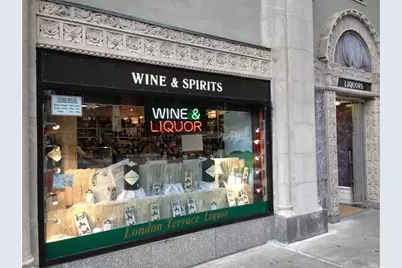 WINE & SPIRITS
LIQUORS
WINE &
LIQUOR
London Terrace Liquor